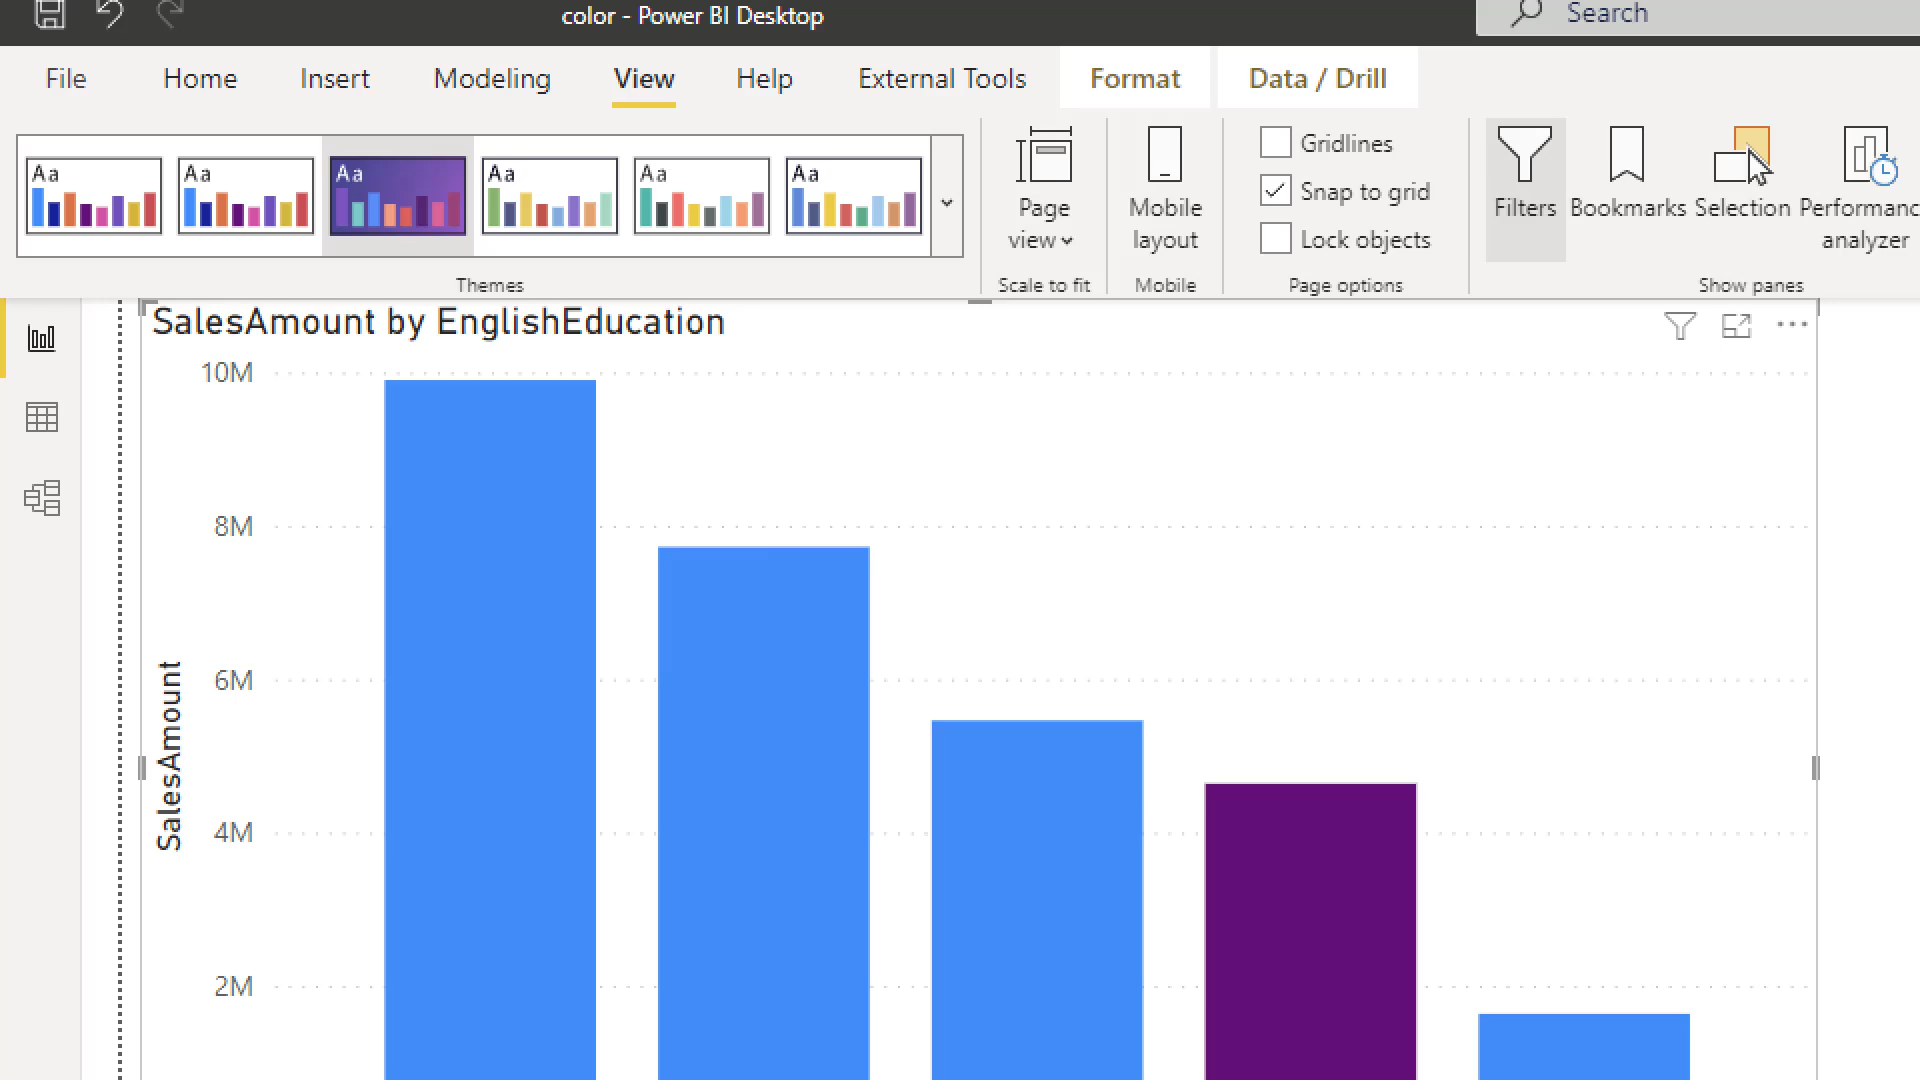 color - Power BI Desktop
Search
File Home Insert Modeling View Help External Tools Format Data / Drill
Aa Aa Aa Aa Aa Aa
Page view
Mobile layout
Gridlines
Snap to grid
Lock objects
Filters
Bookmarks
Selection
Performanc
analyzer
Themes
Scale to fit
Mobile
Page options
Show panes
SalesAmount by EnglishEducation
10M
8M
6M
4M
2M
SalesAmount